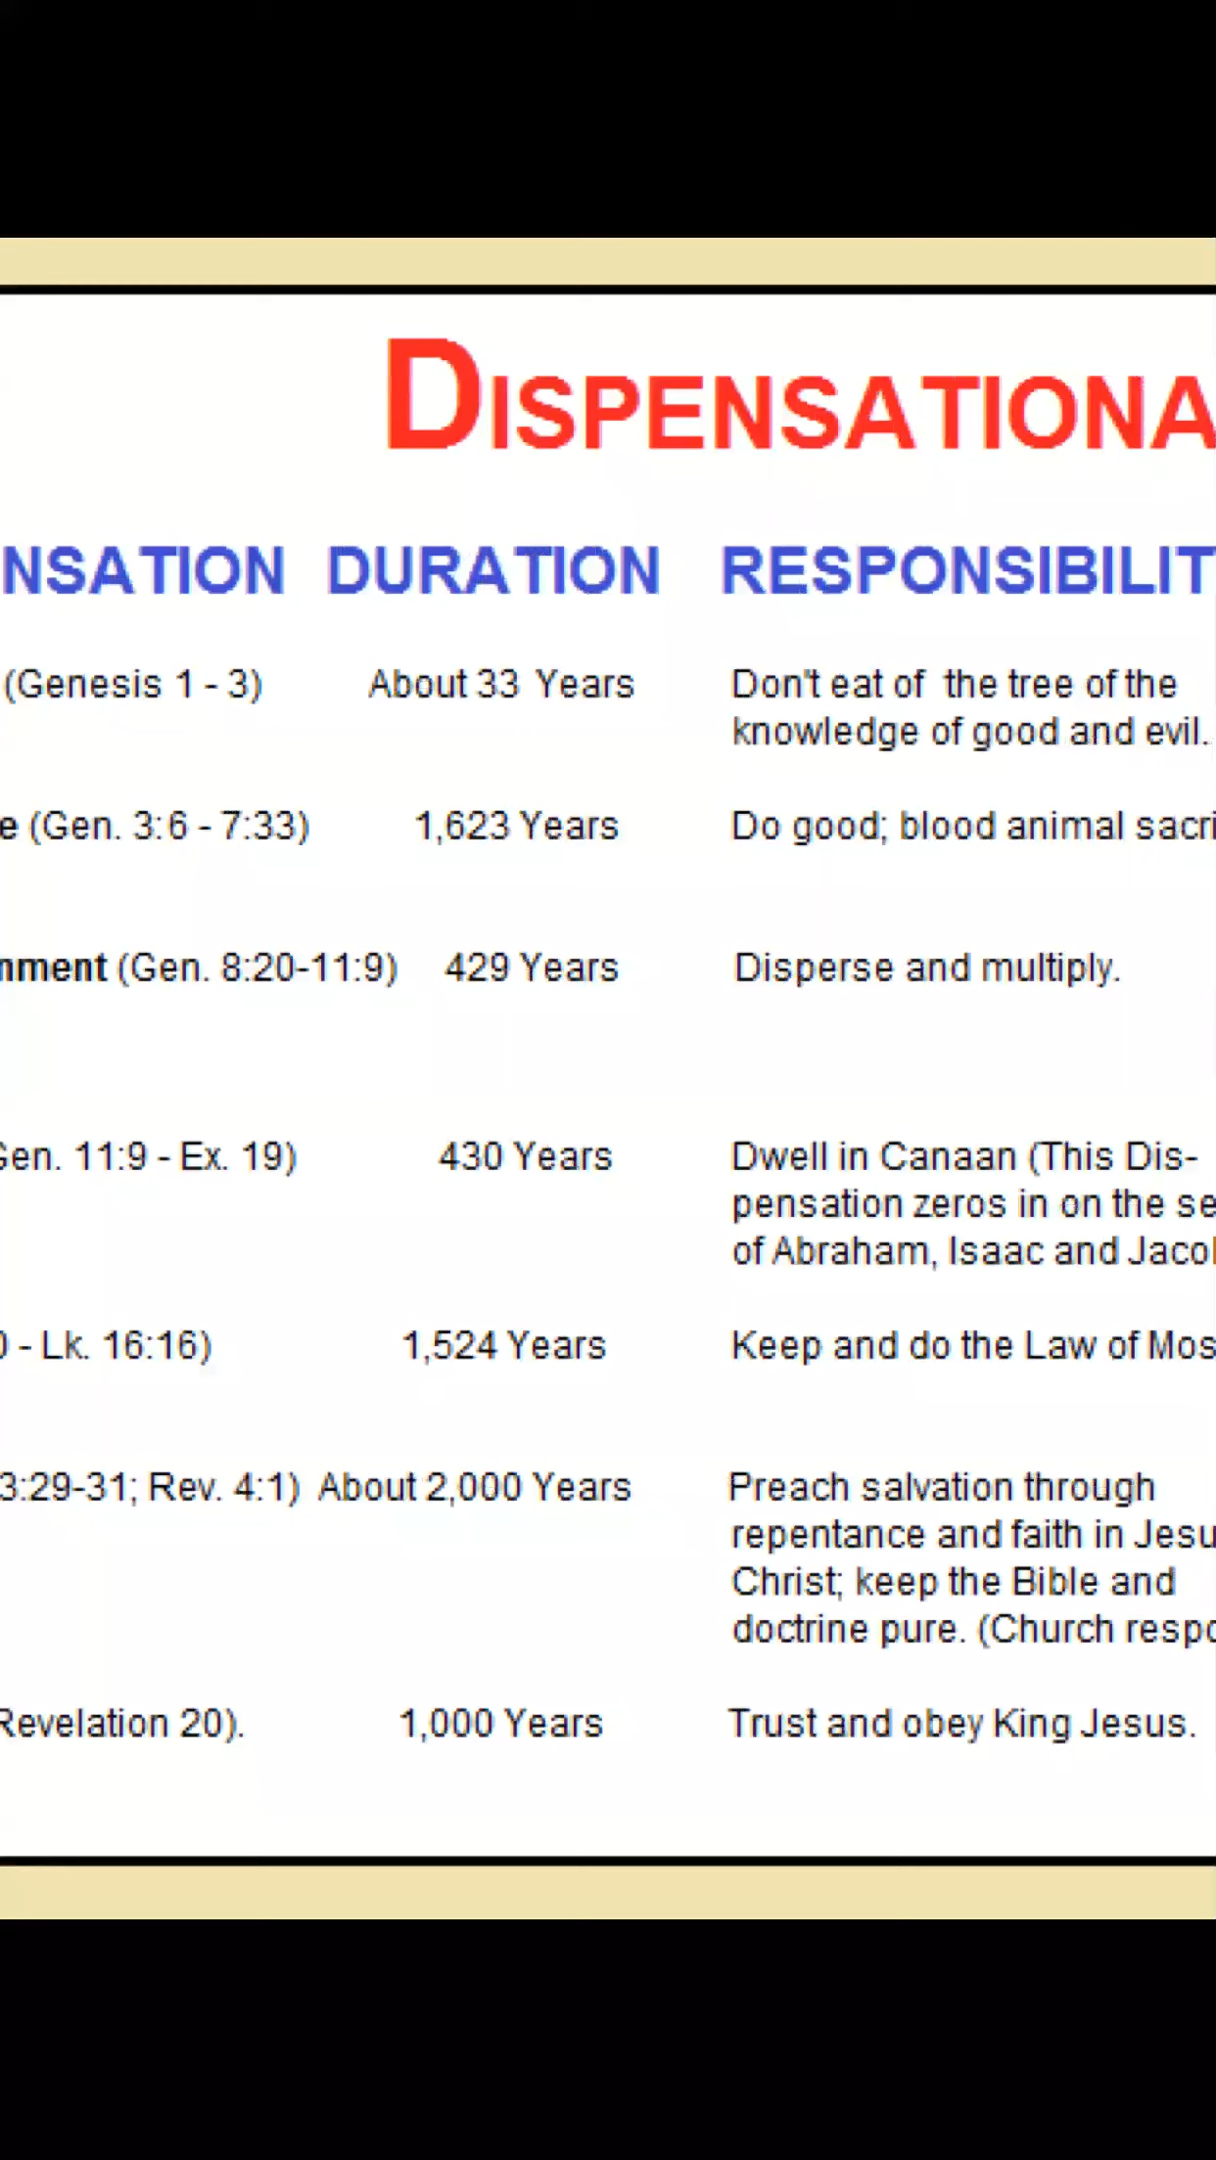 DISPENSATIONA
NSATION DURATION RESPONSIBILIT
(Genesis 1 - 3) About 33 Years Don't eat of the tree of the
knowledge of good and evil.
e (Gen. 3:6 - 7:33) 1,623 Years Do good; blood animal sacri
nment (Gen. 8:20-11:9) 429 Years Disperse and multiply.
Gen. 11:9 - Ex. 19) 430 Years Dwell in Canaan (This Dis-
pensation zeros in on the se
of Abraham, Isaac and Jacob
0 - Lk. 16:16) 1,524 Years Keep and do the Law of Mos
3:29-31; Rev. 4:1) About 2,000 Years Preach salvation through
repentance and faith in Jesu
Christ; keep the Bible and
doctrine pure. (Church respo
Revelation 20). 1,000 Years Trust and obey King Jesus.